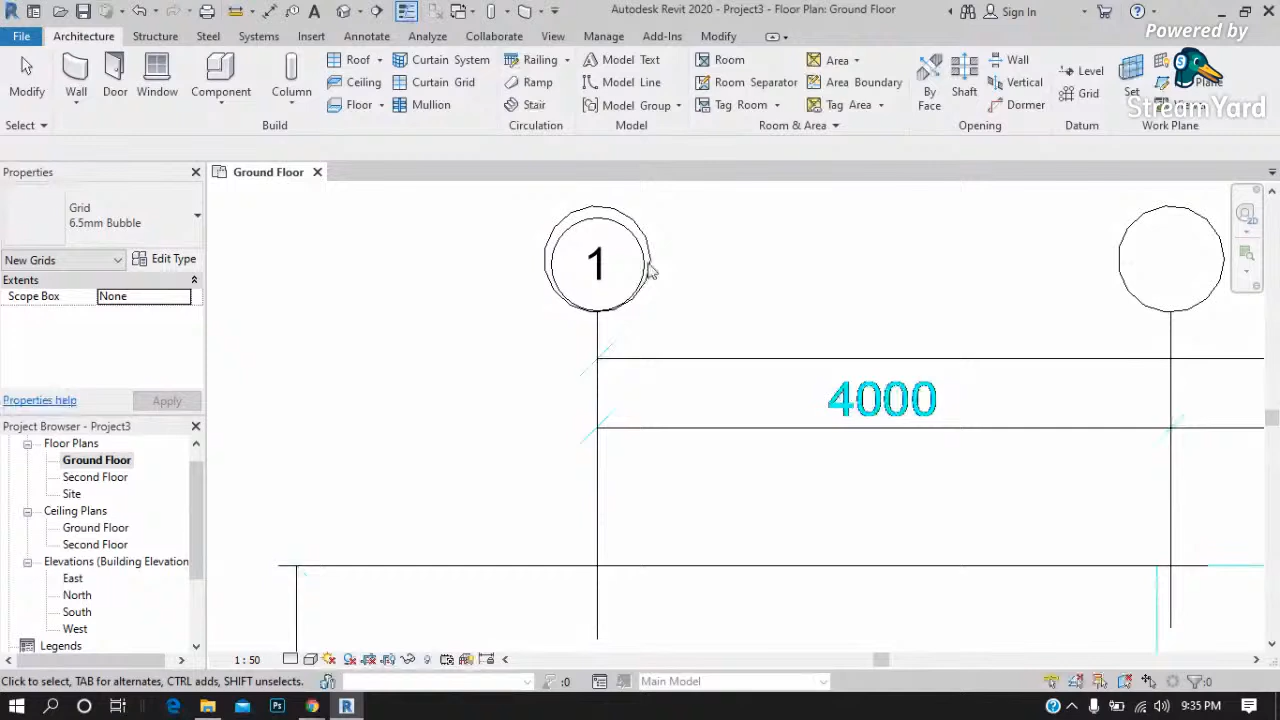 Autodesk Revit 2020 - Project3 - Floor Plan: Ground Floor
Sign In
Powered by
StreamYard
File Architecture Structure Steel Systems Insert Annotate Analyze Collaborate View Manage Add-Ins Modify
Modify Wall Door Window Component Column
Roof Ceiling Floor
Curtain System Curtain Grid Mullion
Railing Ramp Stair
Model Text Model Line Model Group
Room Room Separator Tag Room
Area Area Boundary Tag Area
By Face Shaft Wall Vertical Dormer
Level Grid
Set Plane
Select Build Circulation Model Room & Area Opening Datum Work Plane
Properties
Ground Floor
Grid
6.5mm Bubble
New Grids Edit Type
Extents
Scope Box None
Properties help Apply
Project Browser - Project3
Floor Plans
Ground Floor
Second Floor
Site
Ceiling Plans
Ground Floor
Second Floor
Elevations (Building Elevation
East
North
South
West
Legends
1
4000
1 : 50
Click to select, TAB for alternates, CTRL adds, SHIFT unselects.
:0
Main Model
:0
9:35 PM